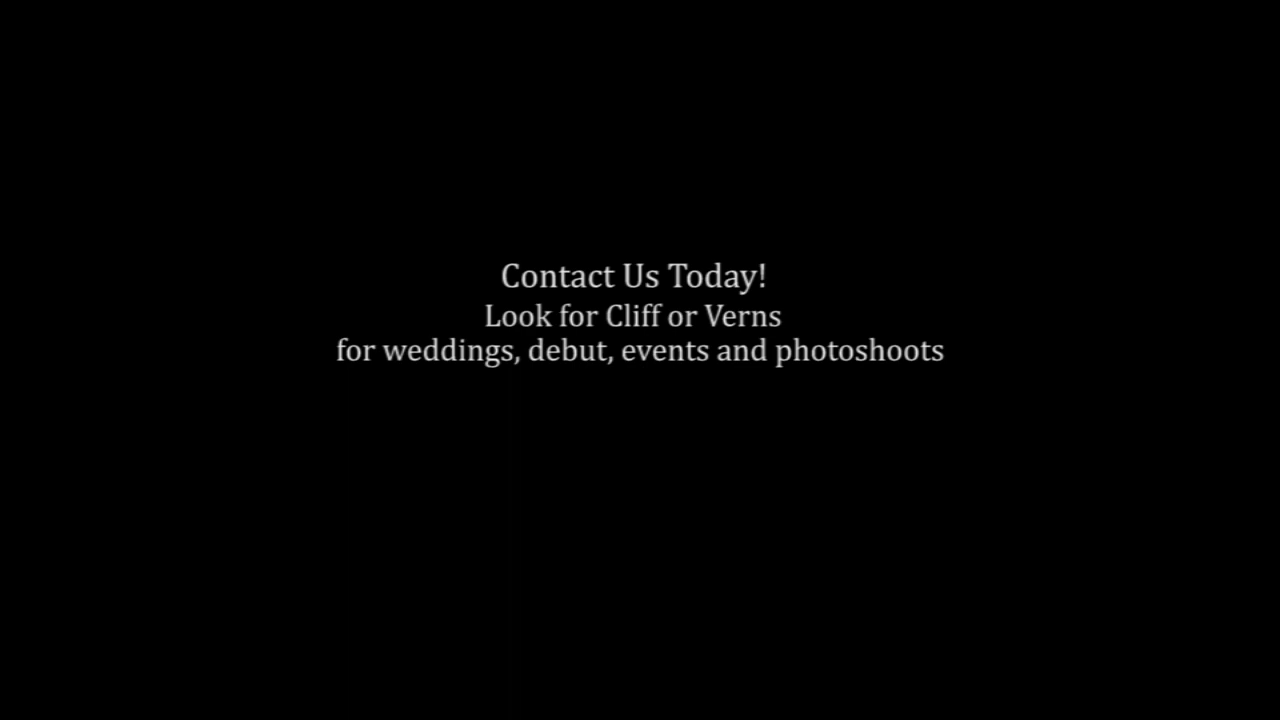 Contact Us Today!
Look for Cliff or Verns
for weddings, debut, events and photoshoots